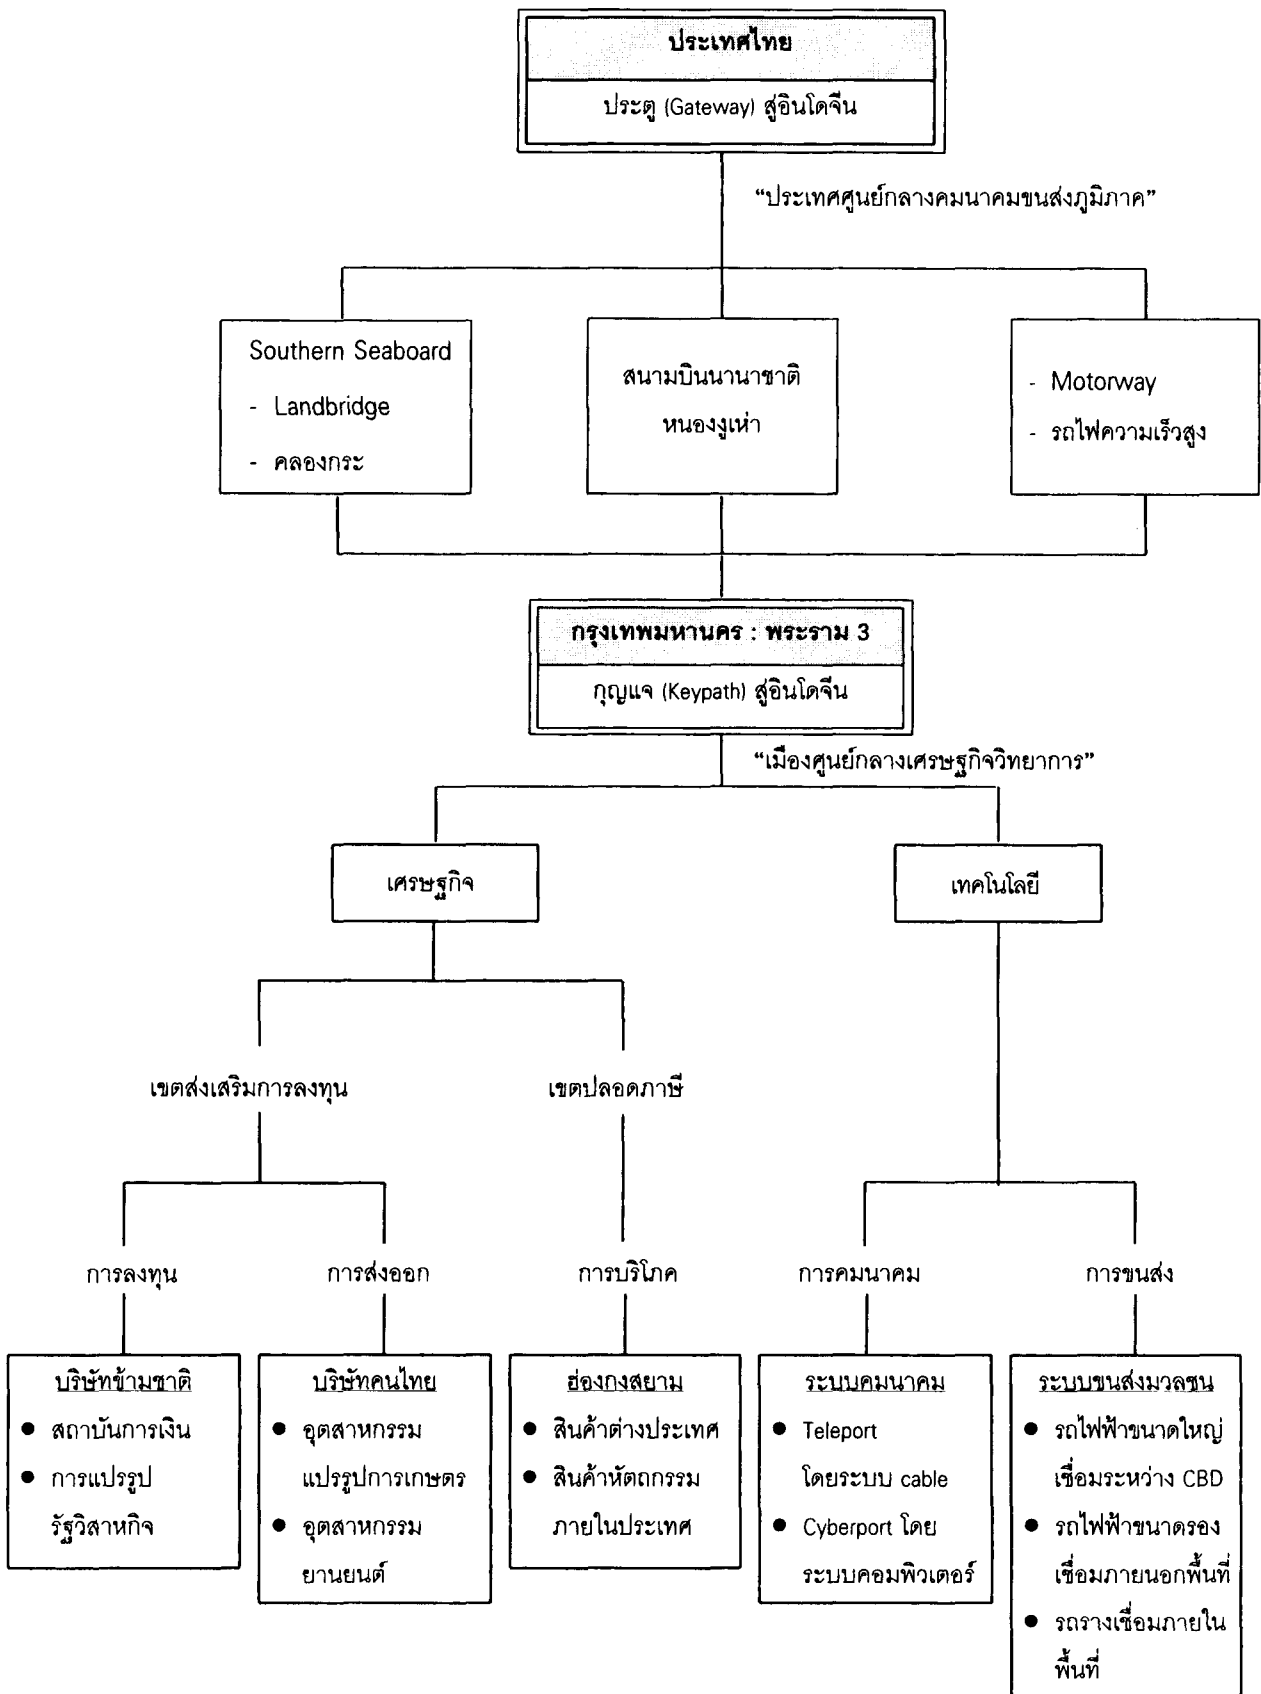 ประเทศไทย
ประตู (Gateway) สู่อินโดจีน
“ประเทศศูนย์กลางคมนาคมขนส่งภูมิภาค”
Southern Seaboard
- Landbridge
- คลองกระ
สนามบินนานาชาติ
หนองงูเห่า
- Motorway
- รถไฟความเร็วสูง
กรุงเทพมหานคร : พระราม 3
กุญแจ (Keypath) สู่อินโดจีน
“เมืองศูนย์กลางเศรษฐกิจวิทยาการ”
เศรษฐกิจ
เทคโนโลยี
เขตส่งเสริมการลงทุน
เขตปลอดภาษี
การลงทุน
การส่งออก
การบริโภค
การคมนาคม
การขนส่ง
บริษัทข้ามชาติ
● สถาบันการเงิน
● การแปรรูป
รัฐวิสาหกิจ
บริษัทคนไทย
● อุตสาหกรรม
แปรรูปการเกษตร
● อุตสาหกรรม
ยานยนต์
ฮ่องกงสยาม
● สินค้าต่างประเทศ
● สินค้าหัตถกรรม
ภายในประเทศ
ระบบคมนาคม
● Teleport
โดยระบบ cable
● Cyberport โดย
ระบบคอมพิวเตอร์
ระบบขนส่งมวลชน
● รถไฟฟ้าขนาดใหญ่
เชื่อมระหว่าง CBD
● รถไฟฟ้าขนาดรอง
เชื่อมภายนอกพื้นที่
● รถรางเชื่อมภายใน
พื้นที่